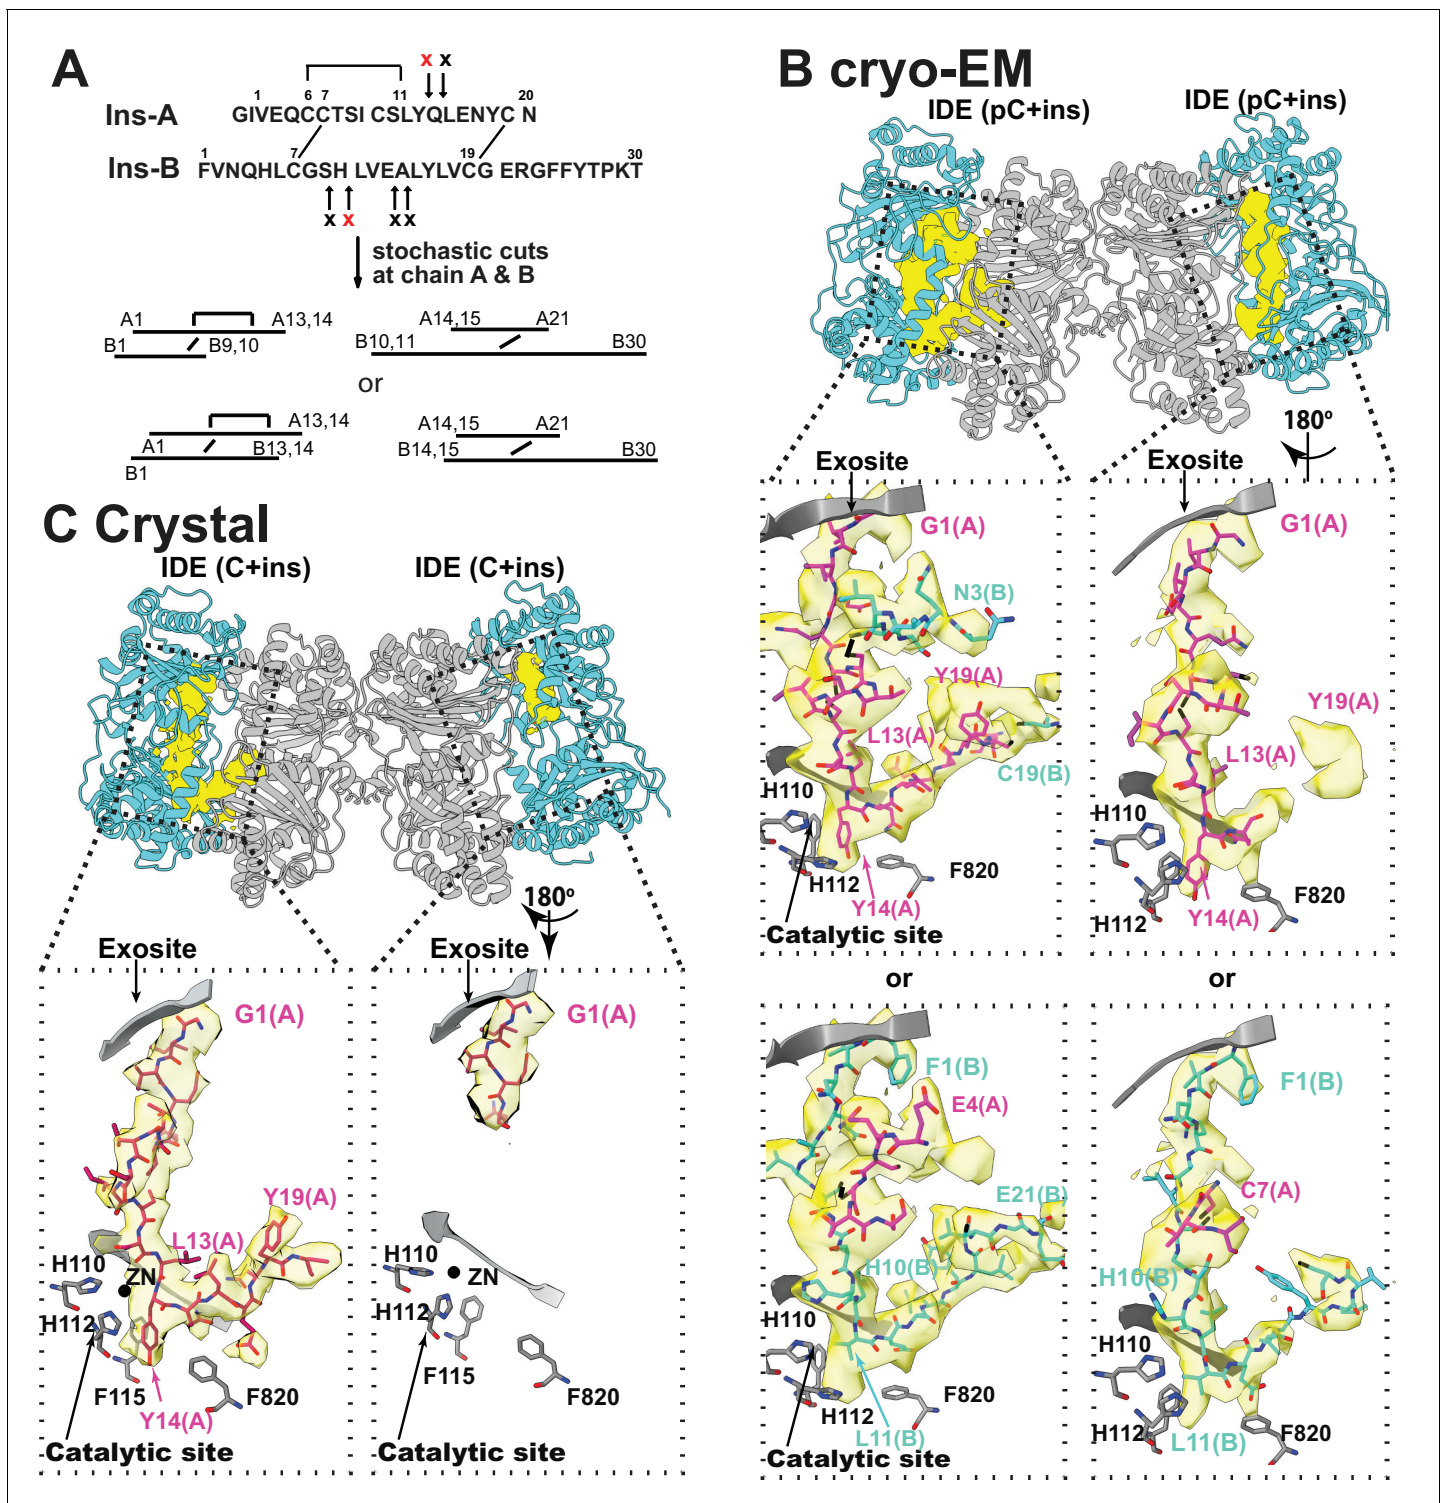 A
x x
1 6 7 11 20
Ins-A GIVEQCCTSI CSLYQLENYC N
1 7 19 30
Ins-B FVNQHLCGSH LVEALYLVCG ERGFFYTPKT
x x x x
stochastic cuts
at chain A & B
A1 A13,14
B1 B9,10
A14,15 A21
B10,11 B30
or
A13,14
A1 B13,14
B1
A14,15 A21
B14,15 B30
B cryo-EM
IDE (pC+ins) IDE (pC+ins)
180º
Exosite
G1(A)
N3(B)
Y19(A)
L13(A)
C19(B)
H110
H112
F820
Y14(A)
Catalytic site
Exosite
G1(A)
Y19(A)
L13(A)
H110
H112
F820
Y14(A)
or or
F1(B)
E4(A)
E21(B)
H10(B)
H110
H112
F820
L11(B)
Catalytic site
F1(B)
C7(A)
H10(B)
H110
H112
F820
L11(B)
C Crystal
IDE (C+ins) IDE (C+ins)
180º
Exosite
G1(A)
Y19(A)
L13(A)
H110
ZN
H112
F115
F820
Y14(A)
Catalytic site
Exosite
G1(A)
H110
ZN
H112
F115
F820
Catalytic site